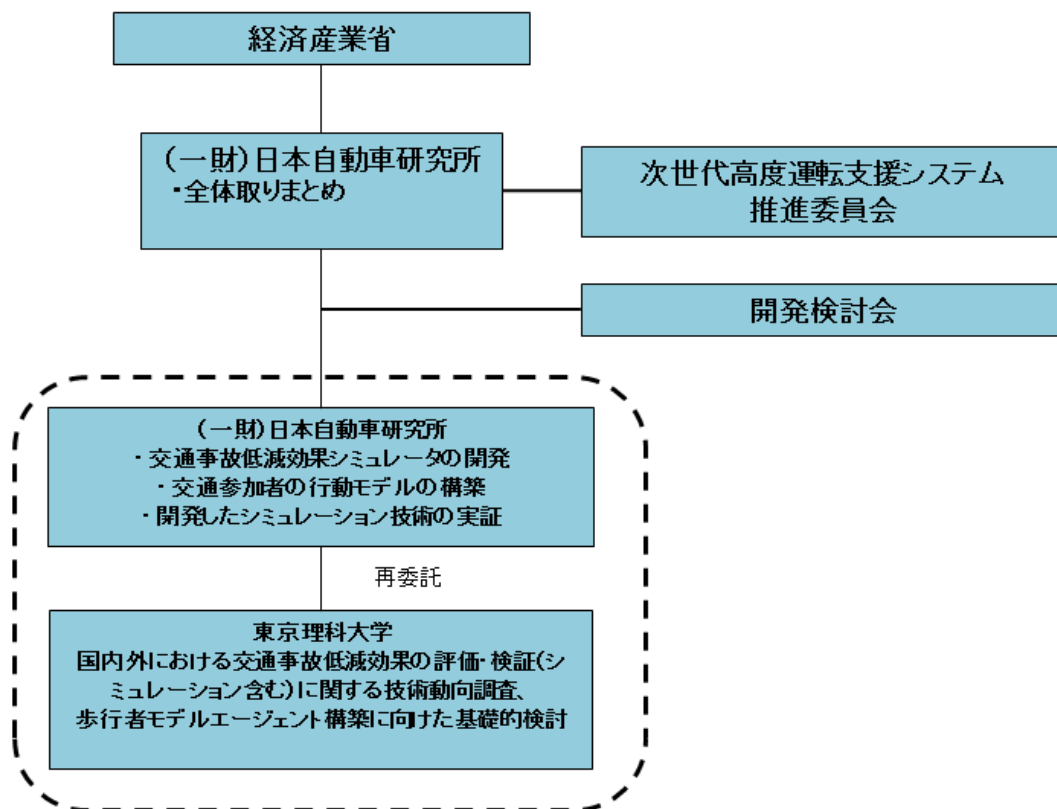 経済産業省
(一財)日本自動車研究所
・全体取りまとめ
次世代高度運転支援システム
推進委員会
開発検討会
(一財)日本自動車研究所
・交通事故低減効果シミュレータの開発
・交通参加者の行動モデルの構築
・開発したシミュレーション技術の実証
再委託
東京理科大学
国内外における交通事故低減効果の評価・検証(シ
ミュレーション含む)に関する技術動向調査、
歩行者モデルエージェント構築に向けた基礎的検討